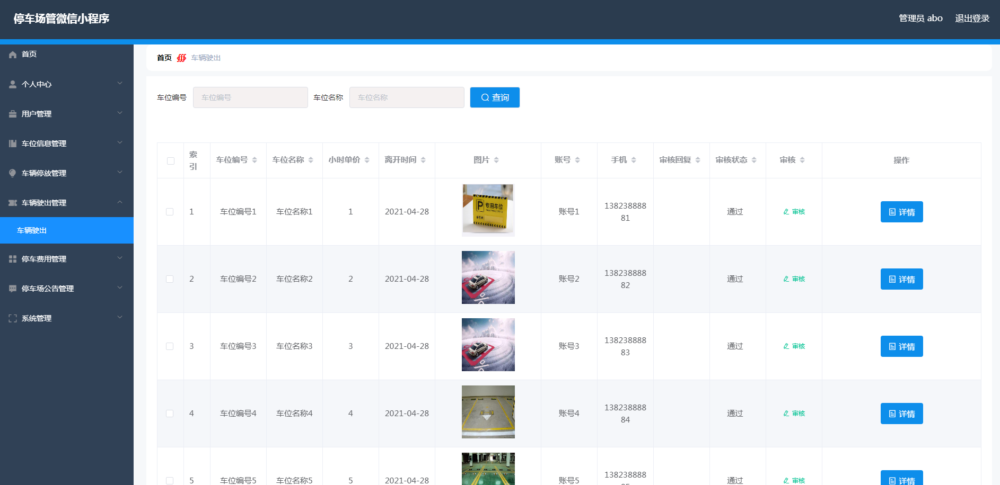 停车场管微信小程序
管理员 abo 退出登录
首页
个人中心
用户管理
车位信息管理
车辆停放管理
车辆驶出管理
车辆驶出
停车费用管理
停车场公告管理
系统管理
首页 车辆驶出
车位编号 车位编号 车位名称 车位名称 查询
索引 车位编号 车位名称 小时单价 离开时间 图片 账号 手机 审核回复 审核状态 审核 操作
P 专用车位
1 车位编号1 车位名称1 1 2021-04-28 账号1 13823888881 通过 审核 详情
2 车位编号2 车位名称2 2 2021-04-28 账号2 13823888882 通过 审核 详情
3 车位编号3 车位名称3 3 2021-04-28 账号3 13823888883 通过 审核 详情
4 车位编号4 车位名称4 4 2021-04-28 账号4 13823888884 通过 审核 详情
5 车位编号5 车位名称5 5 2021-04-28 账号5 138238888 通过 审核 详情